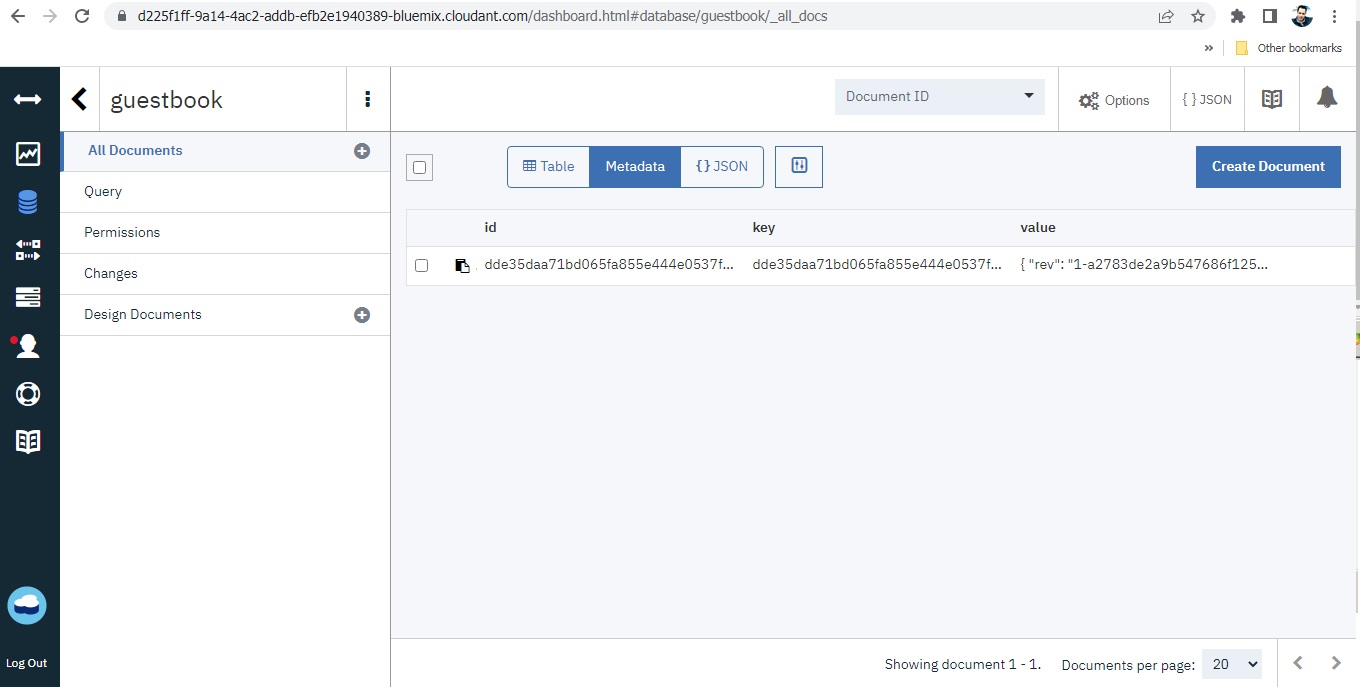 d225f1ff-9a14-4ac2-addb-efb2e1940389-bluemix.cloudant.com/dashboard.html#database/guestbook/_all_docs
» Other bookmarks
guestbook
Document ID
Options
{ } JSON
All Documents
Query
Permissions
Changes
Design Documents
Table
Metadata
{ } JSON
Create Document
id key value
dde35daa71bd065fa855e444e0537f... dde35daa71bd065fa855e444e0537f... { "rev": "1-a2783de2a9b547686f125...
Log Out
Showing document 1 - 1. Documents per page: 20